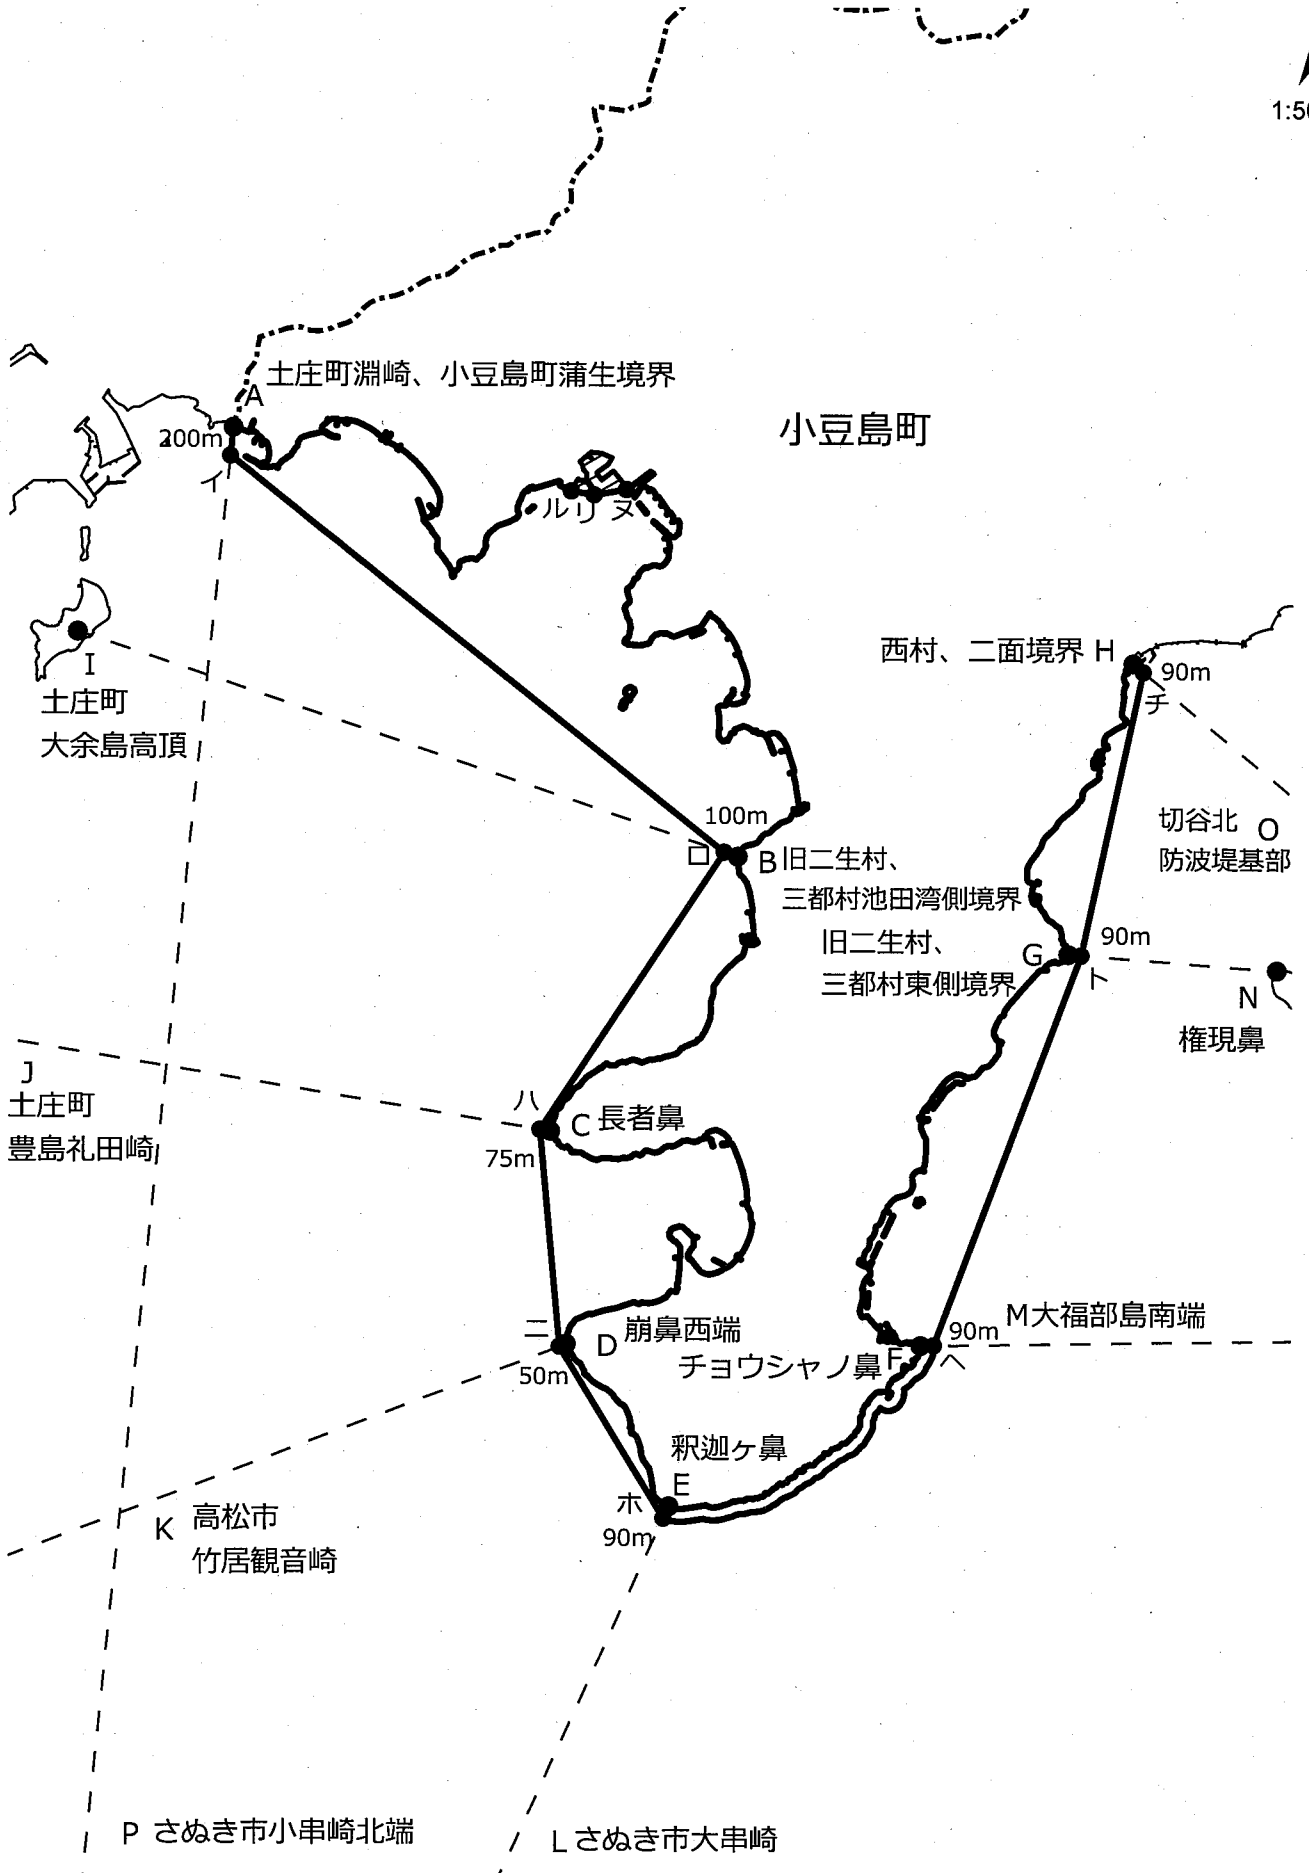 1:50
土庄町淵崎、小豆島町蒲生境界
A
小豆島町
200m
イ
ル
リ
ヌ
西村、二面境界 H
90m
チ
I
土庄町
大余島高頂
100m
ロ
B
旧二生村、
三都村池田湾側境界
切谷北
防波堤基部
O
旧二生村、
三都村東側境界
G
90m
ト
N
権現鼻
J
土庄町
豊島礼田崎
ハ
C 長者鼻
75m
ニ
D 崩鼻西端
50m
チョウシャノ鼻
F
90m
ヘ
M大福部島南端
釈迦ヶ鼻
E
ホ
90m
K
高松市
竹居観音崎
P さぬき市小串崎北端
L さぬき市大串崎